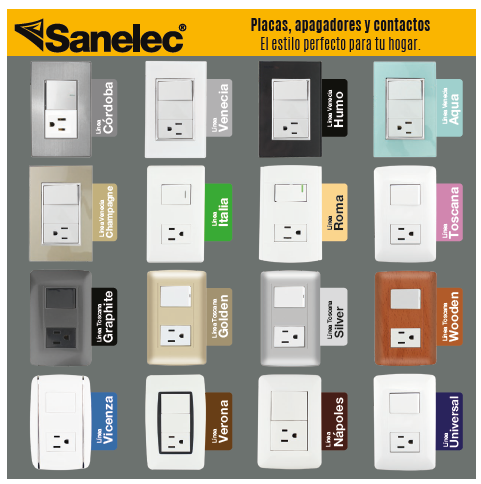 Sanelec®
Placas, apagadores y contactos
El estilo perfecto para tu hogar.
Línea
Córdoba
Línea
Venecia
Línea Venecia
Humo
Línea Venecia
Aqua
Línea Venecia
Champagne
Línea
Italia
Línea
Roma
Línea
Toscana
Línea Toscana
Graphite
Línea Toscana
Golden
Línea Toscana
Silver
Línea Toscana
Wooden
Línea
Vicenza
Línea
Verona
Línea
Nápoles
Línea
Universal